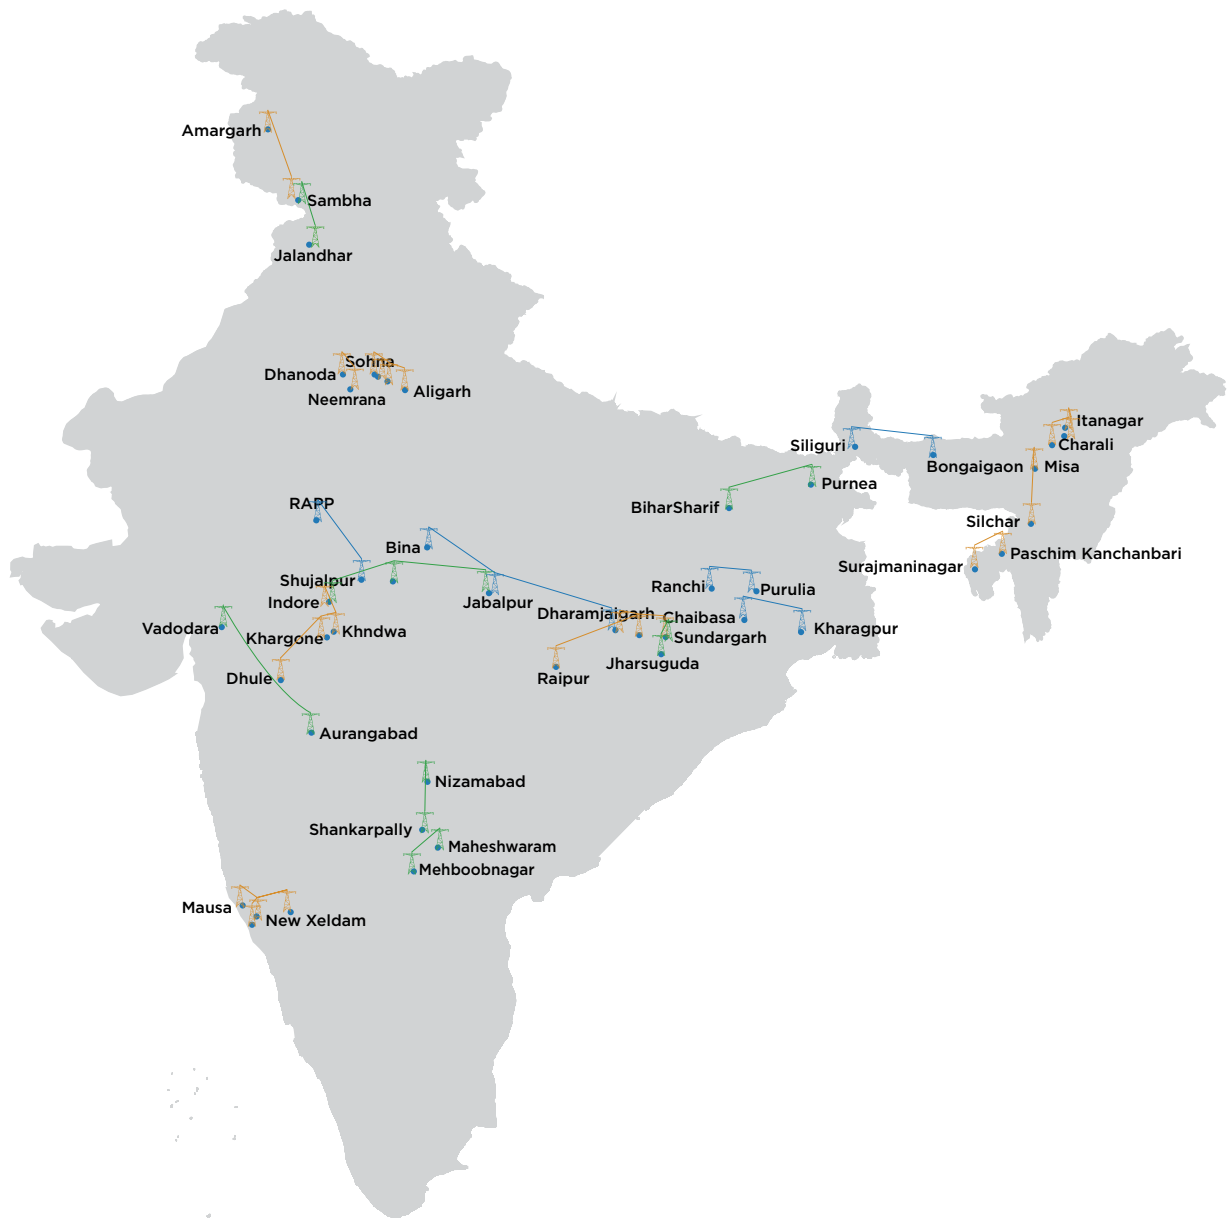 Amargarh
Sambha
Jalandhar
Sohna
Dhanoda
Neemrana
Aligarh
Itanagar
Charali
Siliguri
Bongaigaon
Misa
Purnea
BiharSharif
RAPP
Silchar
Bina
Paschim Kanchanbari
Surajmaninagar
Shujalpur
Ranchi
Purulia
Indore
Jabalpur
Dharamjaigarh
Chaibasa
Vadodara
Khargone
Khndwa
Kharagpur
Sundargarh
Jharsuguda
Dhule
Raipur
Aurangabad
Nizamabad
Shankarpally
Maheshwaram
Mehboobnagar
Mausa
New Xeldam